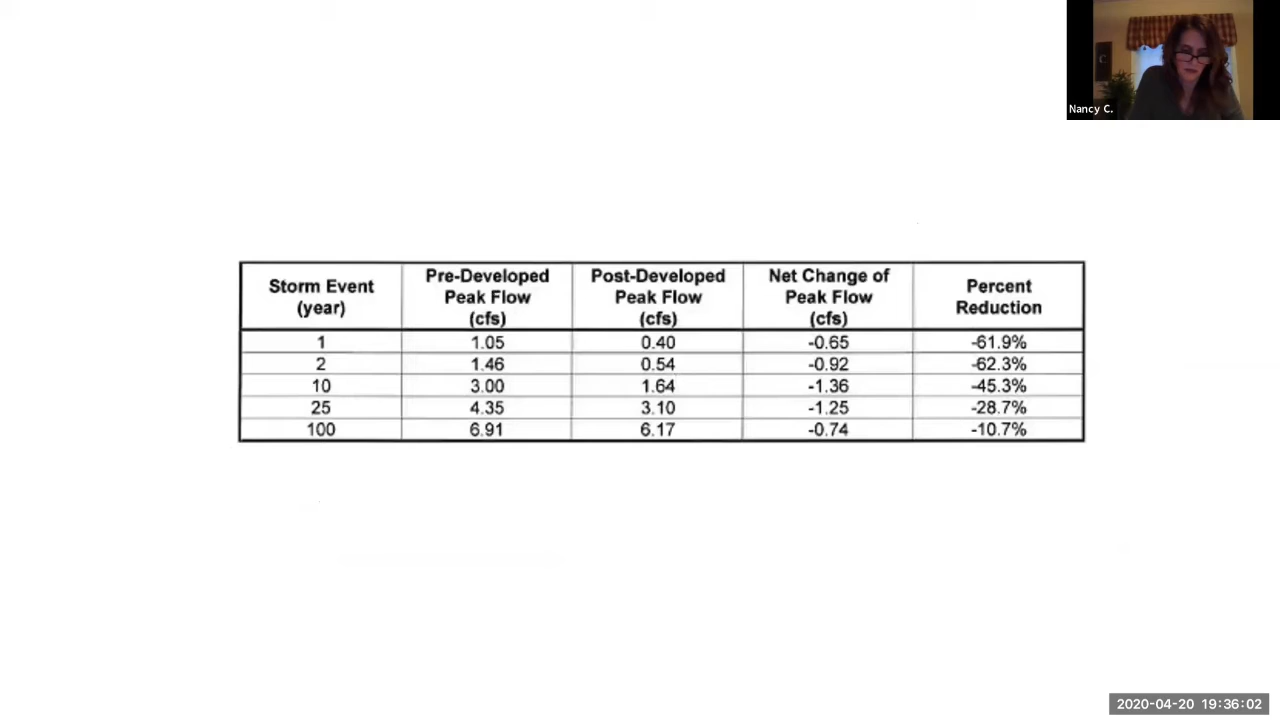 Nancy C.
Storm Event (year) Pre-Developed Peak Flow (cfs) Post-Developed Peak Flow (cfs) Net Change of Peak Flow (cfs) Percent Reduction
1 1.05 0.40 -0.65 -61.9%
2 1.46 0.54 -0.92 -62.3%
10 3.00 1.64 -1.36 -45.3%
25 4.35 3.10 -1.25 -28.7%
100 6.91 6.17 -0.74 -10.7%
2020-04-20 19:36:02